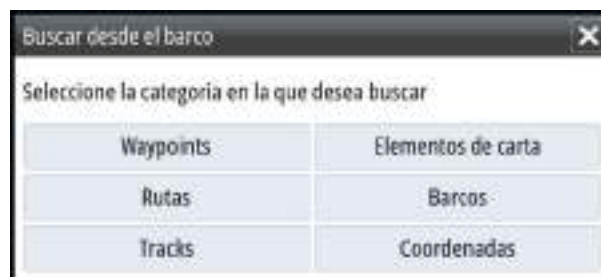 Buscar desde el barco
Seleccione la categoria en la que desea buscar
Waypoints Elementos de carta
Rutas Barcos
Tracks Coordenadas